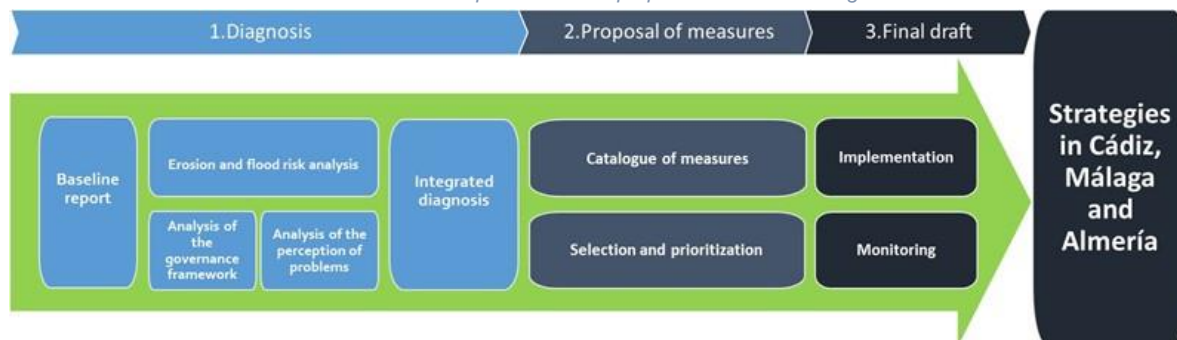 1.Diagnosis
2.Proposal of measures
3.Final draft
Baseline
report
Erosion and flood risk analysis
Analysis of
the
governance
framework
Analysis of the
perception of
problems
Integrated
diagnosis
Catalogue of measures
Selection and prioritization
Implementation
Monitoring
Strategies
in Cádiz,
Málaga
and
Almería